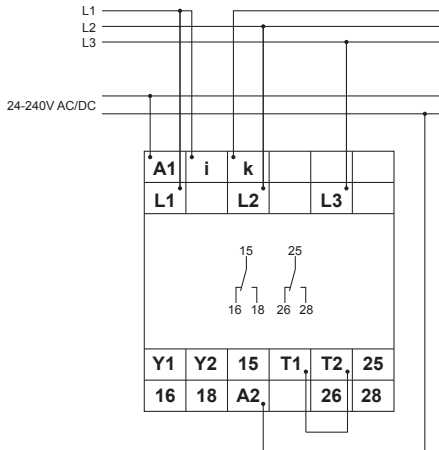 L1
L2
L3
24-240V AC/DC
A1 i k
L1 L2 L3
15 25
16 18 26 28
Y1 Y2 15 T1 T2 25
16 18 A2 26 28